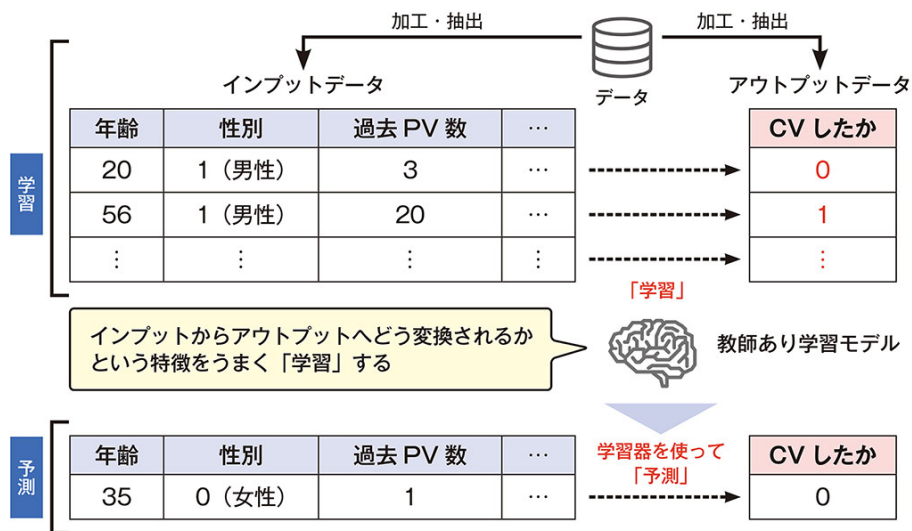 加工・抽出 加工・抽出
インプットデータ データ アウトプットデータ
学習
年齢 性別 過去 PV 数 … CV したか
20 1（男性） 3 … 0
56 1（男性） 20 … 1
⋮ ⋮ ⋮ ⋮ ⋮
「学習」
インプットからアウトプットへどう変換されるか
という特徴をうまく「学習」する
教師あり学習モデル
予測
年齢 性別 過去 PV 数 … CV したか
学習器を使って
「予測」
35 0（女性） 1 … 0